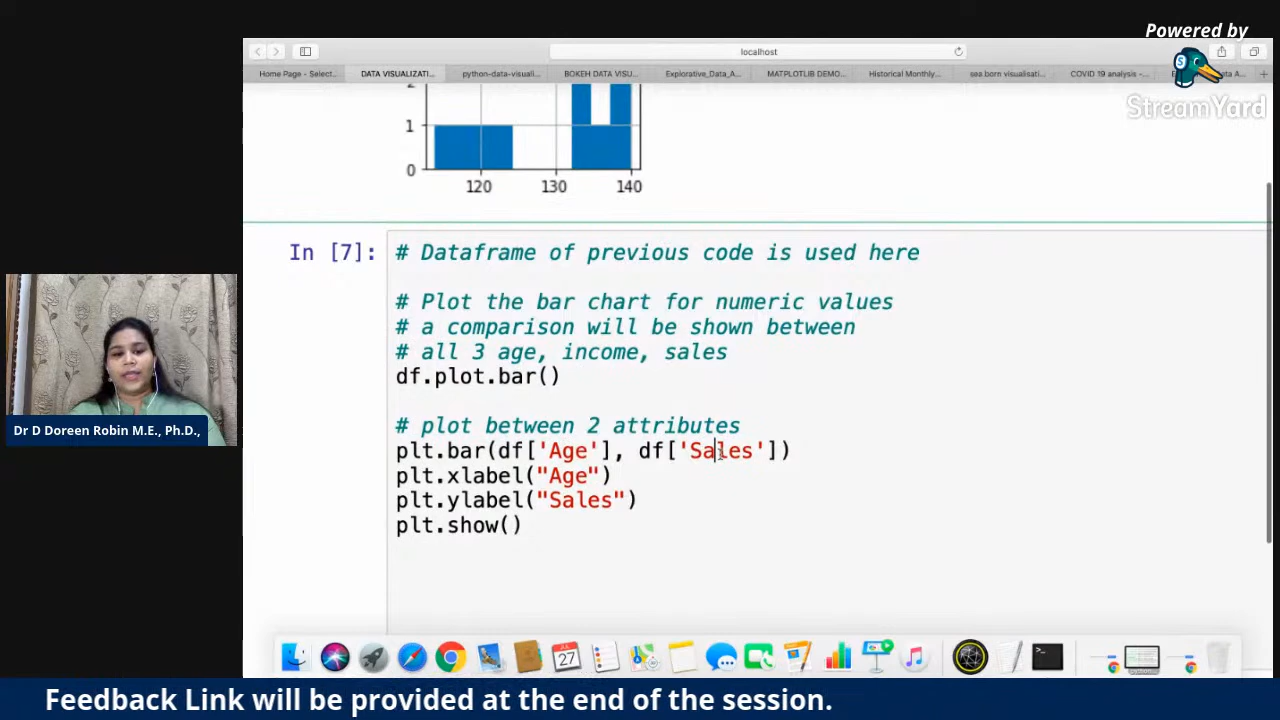 Powered by
StreamYard
localhost
Home Page - Select...
DATA VISUALIZATI...
python-data-visuali...
BOKEH DATA VISU...
Explorative_Data_A...
MATPLOTLIB DEMO...
Historical Monthly...
sea born visualisati...
COVID 19 analysis -...
2
1
0
120
130
140
In [7]:
# Dataframe of previous code is used here
# Plot the bar chart for numeric values
# a comparison will be shown between
# all 3 age, income, sales
df.plot.bar()
# plot between 2 attributes
plt.bar(df['Age'], df['Sales'])
plt.xlabel("Age")
plt.ylabel("Sales")
plt.show()
Dr D Doreen Robin M.E., Ph.D.,
JUL
27
Feedback Link will be provided at the end of the session.